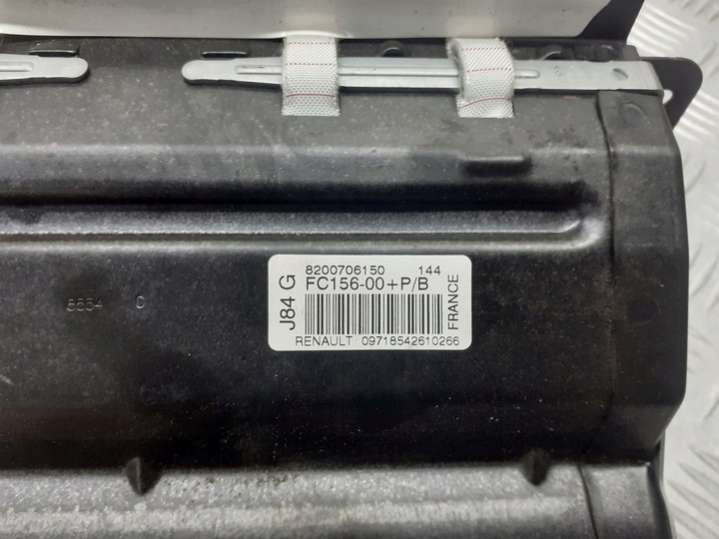 8200706150 144
J84 G
FC156-00+P/B
FRANCE
RENAULT 09718542610266
8554 C